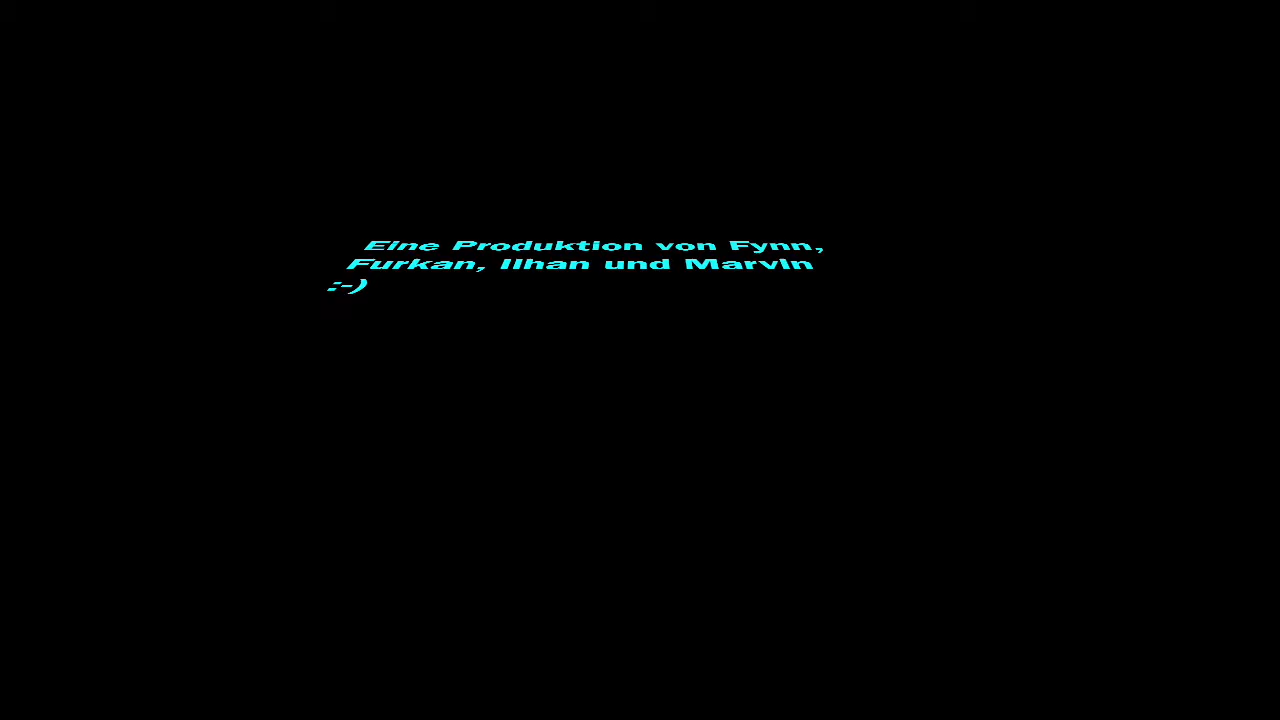 Eine Produktion von Fynn,
Furkan, Ilhan und Marvin
:-)